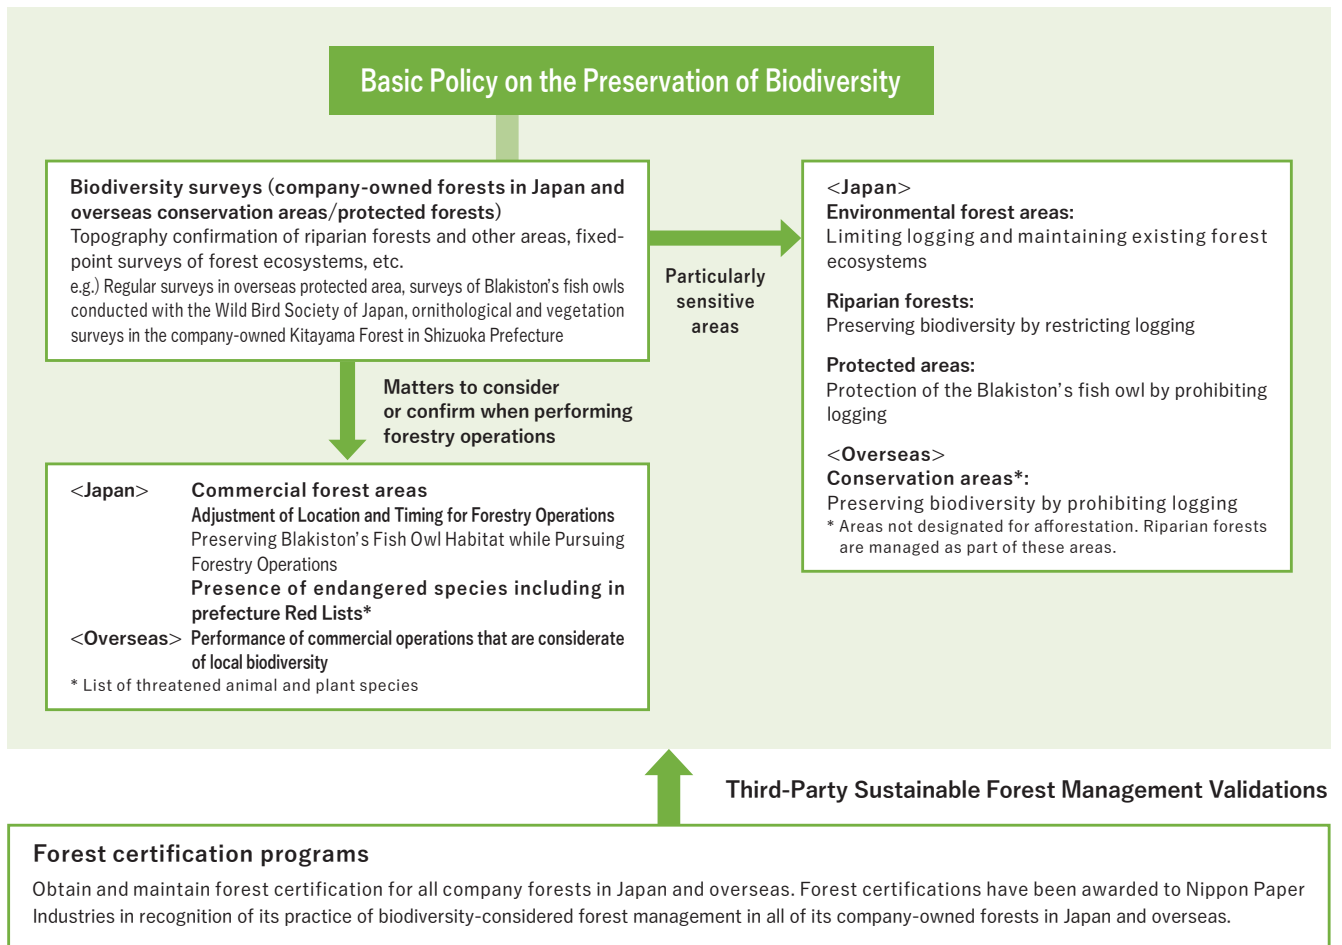 Basic Policy on the Preservation of Biodiversity
Biodiversity surveys (company-owned forests in Japan and
overseas conservation areas/protected forests)
Topography confirmation of riparian forests and other areas, fixed-
point surveys of forest ecosystems, etc.
e.g.) Regular surveys in overseas protected area, surveys of Blakiston's fish owls
conducted with the Wild Bird Society of Japan, ornithological and vegetation
surveys in the company-owned Kitayama Forest in Shizuoka Prefecture
Particularly
sensitive
areas
<Japan>
Environmental forest areas:
Limiting logging and maintaining existing forest
ecosystems
Riparian forests:
Preserving biodiversity by restricting logging
Protected areas:
Protection of the Blakiston's fish owl by prohibiting
logging
<Overseas>
Conservation areas*:
Preserving biodiversity by prohibiting logging
* Areas not designated for afforestation. Riparian forests
are managed as part of these areas.
Matters to consider
or confirm when performing
forestry operations
<Japan> Commercial forest areas
Adjustment of Location and Timing for Forestry Operations
Preserving Blakiston's Fish Owl Habitat while Pursuing
Forestry Operations
Presence of endangered species including in
prefecture Red Lists*
<Overseas> Performance of commercial operations that are considerate
of local biodiversity
* List of threatened animal and plant species
Third-Party Sustainable Forest Management Validations
Forest certification programs
Obtain and maintain forest certification for all company forests in Japan and overseas. Forest certifications have been awarded to Nippon Paper
Industries in recognition of its practice of biodiversity-considered forest management in all of its company-owned forests in Japan and overseas.